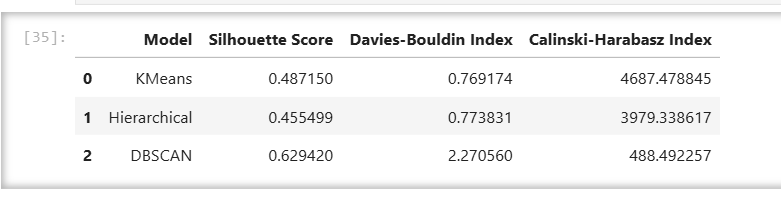 [35]:
Model Silhouette Score Davies-Bouldin Index Calinski-Harabasz Index
0 KMeans 0.487150 0.769174 4687.478845
1 Hierarchical 0.455499 0.773831 3979.338617
2 DBSCAN 0.629420 2.270560 488.492257